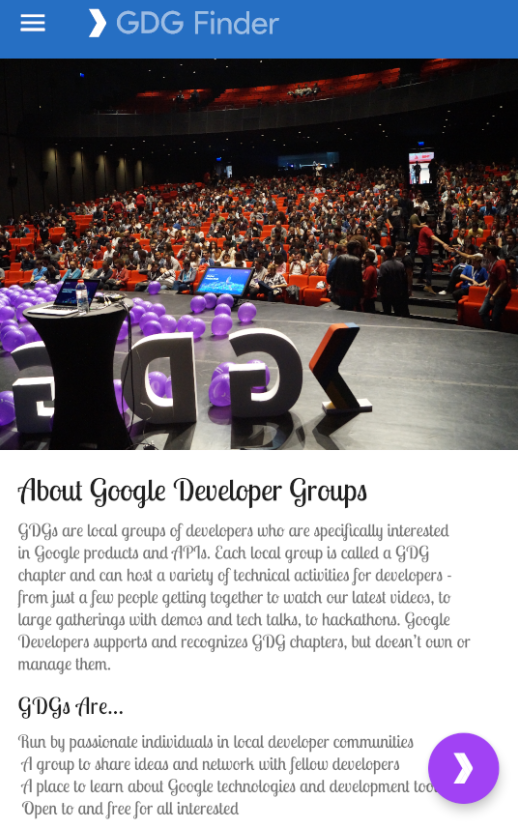 GDG Finder
GDG
About Google Developer Groups
GDGs are local groups of developers who are specifically interested
in Google products and APIs. Each local group is called a GDG
chapter and can host a variety of technical activities for developers -
from just a few people getting together to watch our latest videos, to
large gatherings with demos and tech talks, to hackathons. Google
Developers supports and recognizes GDG chapters, but doesn't own or
manage them.
GDGs Are...
Run by passionate individuals in local developer communities
A group to share ideas and network with fellow developers
A place to learn about Google technologies and development
Open to and free for all interested